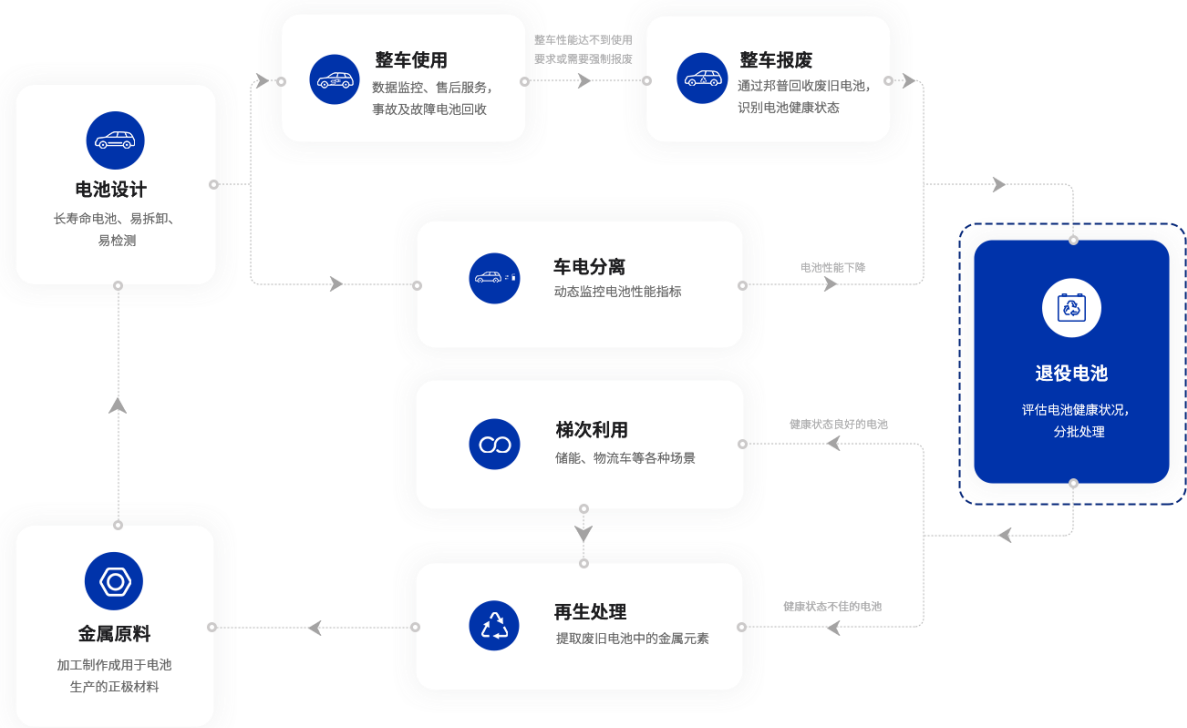 整车使用
数据监控、售后服务，
事故及故障电池回收
整车性能达不到使用
要求或需要强制报废
整车报废
通过邦普回收废旧电池，
识别电池健康状态
电池设计
长寿命电池、易拆卸、
易检测
车电分离
动态监控电池性能指标
电池性能下降
退役电池
评估电池健康状况，
分批处理
梯次利用
储能、物流车等各种场景
健康状态良好的电池
再生处理
提取废旧电池中的金属元素
健康状态不佳的电池
金属原料
加工制作成用于电池
生产的正极材料